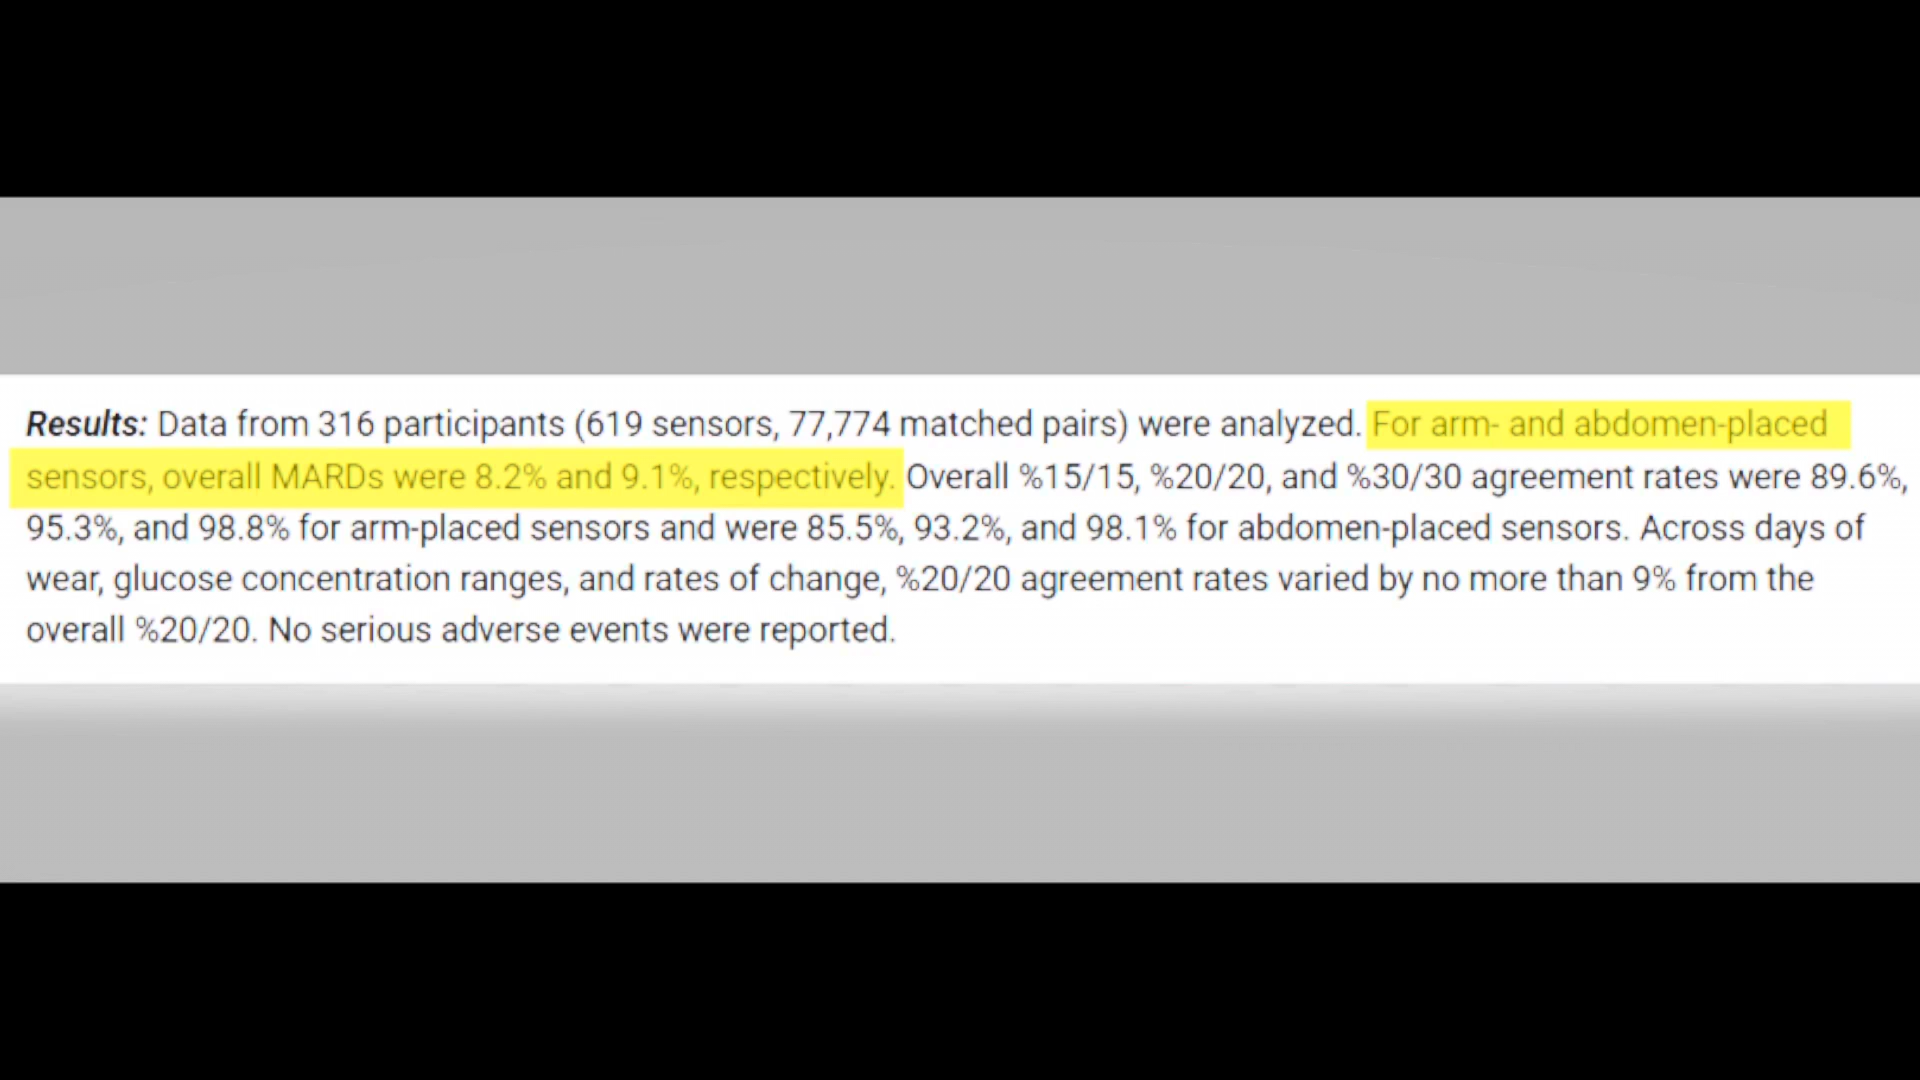 Results: Data from 316 participants (619 sensors, 77,774 matched pairs) were analyzed. For arm- and abdomen-placed
sensors, overall MARDs were 8.2% and 9.1%, respectively. Overall %15/15, %20/20, and %30/30 agreement rates were 89.6%,
95.3%, and 98.8% for arm-placed sensors and were 85.5%, 93.2%, and 98.1% for abdomen-placed sensors. Across days of
wear, glucose concentration ranges, and rates of change, %20/20 agreement rates varied by no more than 9% from the
overall %20/20. No serious adverse events were reported.